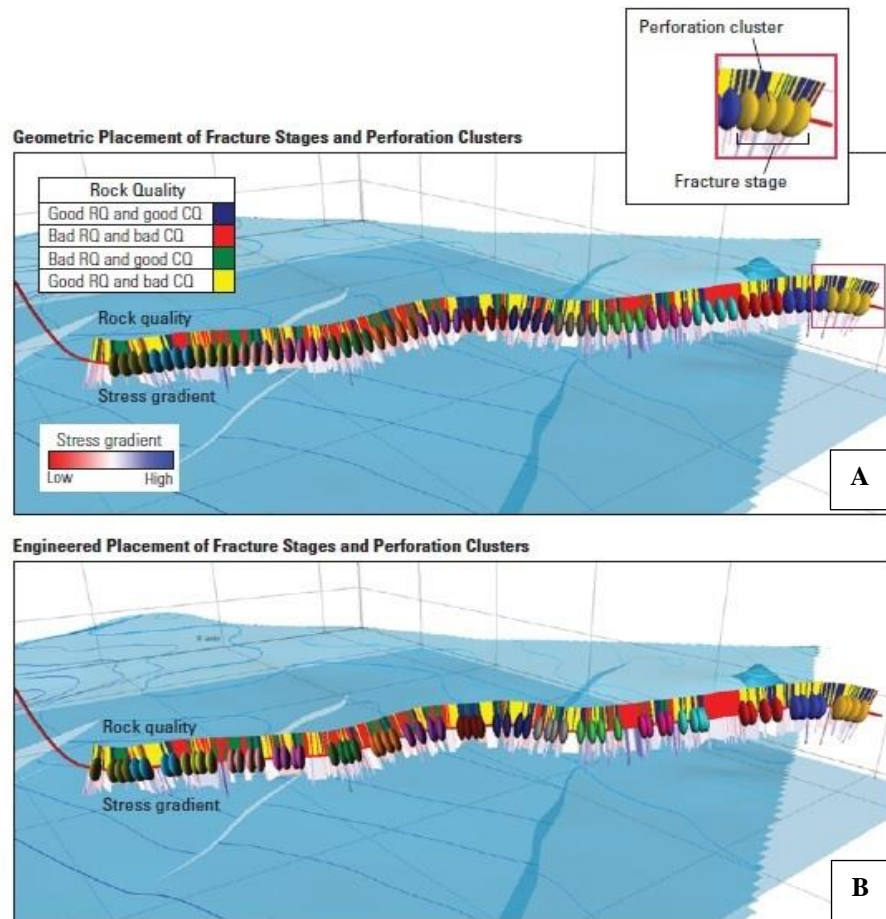 Perforation cluster
Fracture stage
Geometric Placement of Fracture Stages and Perforation Clusters
Rock Quality
Good RQ and good CQ
Bad RQ and bad CQ
Bad RQ and good CQ
Good RQ and bad CQ
Rock quality
Stress gradient
Stress gradient
Low High
A
Engineered Placement of Fracture Stages and Perforation Clusters
Rock quality
Stress gradient
B